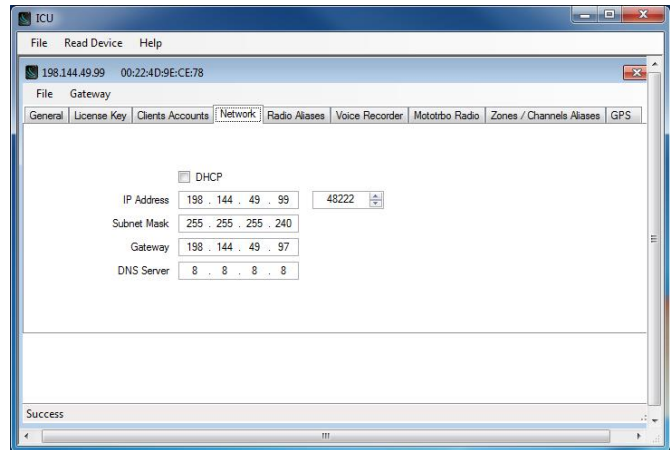 ICU
File Read Device Help
198.144.49.99 00:22:4D:9E:CE:78
File Gateway
General License Key Clients Accounts Network Radio Aliases Voice Recorder Mototrbo Radio Zones / Channels Aliases GPS
DHCP
IP Address 198 . 144 . 49 . 99 48222
Subnet Mask 255 . 255 . 255 . 240
Gateway 198 . 144 . 49 . 97
DNS Server 8 . 8 . 8 . 8
Success